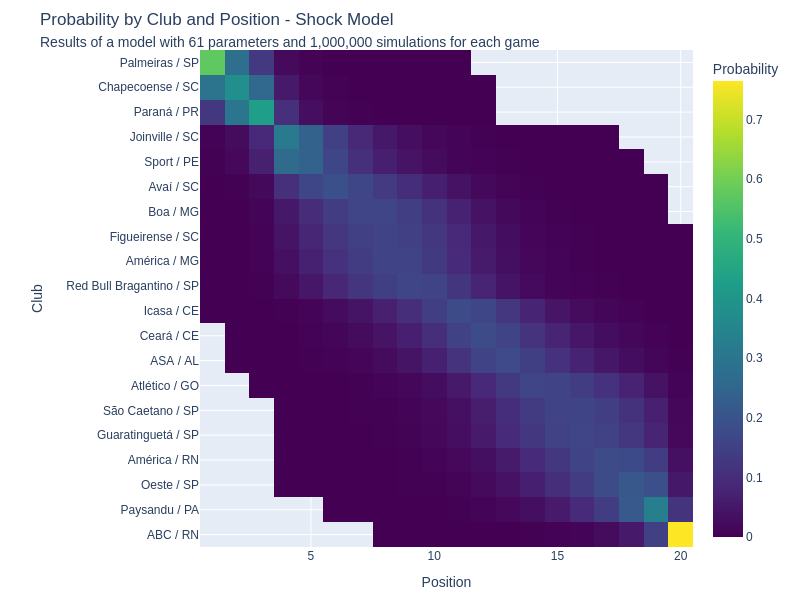 Probability by Club and Position - Shock Model
Results of a model with 61 parameters and 1,000,000 simulations for each game
Probability
Club
Palmeiras / SP
Chapecoense / SC
Paraná / PR
Joinville / SC
Sport / PE
Avaí / SC
Boa / MG
Figueirense / SC
América / MG
Red Bull Bragantino / SP
Icasa / CE
Ceará / CE
ASA / AL
Atlético / GO
São Caetano / SP
Guaratinguetá / SP
América / RN
Oeste / SP
Paysandu / PA
ABC / RN
0.7
0.6
0.5
0.4
0.3
0.2
0.1
0
5 10 15 20
Position